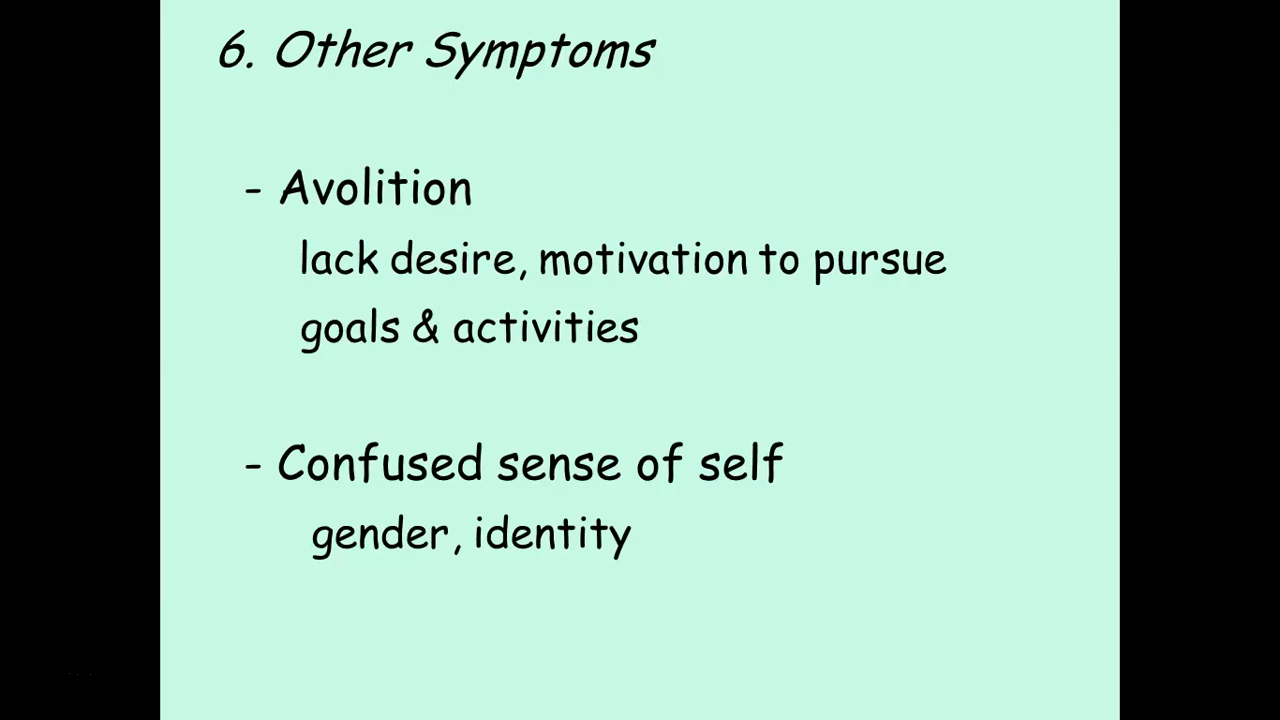 6. Other Symptoms
- Avolition
lack desire, motivation to pursue
goals & activities
- Confused sense of self
gender, identity